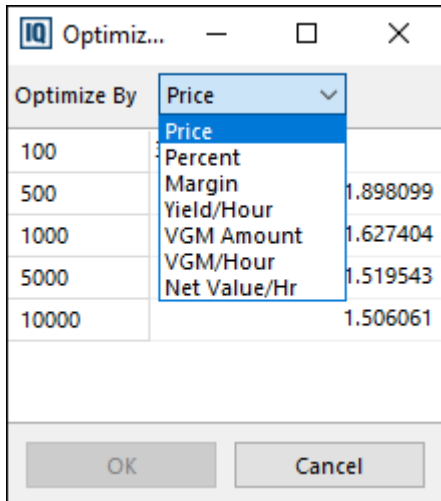 IQ Optimiz...
Optimize By Price
Price
100
Percent
Margin
500 1.898099
Yield/Hour
1000 VGM Amount 1.627404
VGM/Hour
5000 1.519543
Net Value/Hr
10000 1.506061
OK Cancel